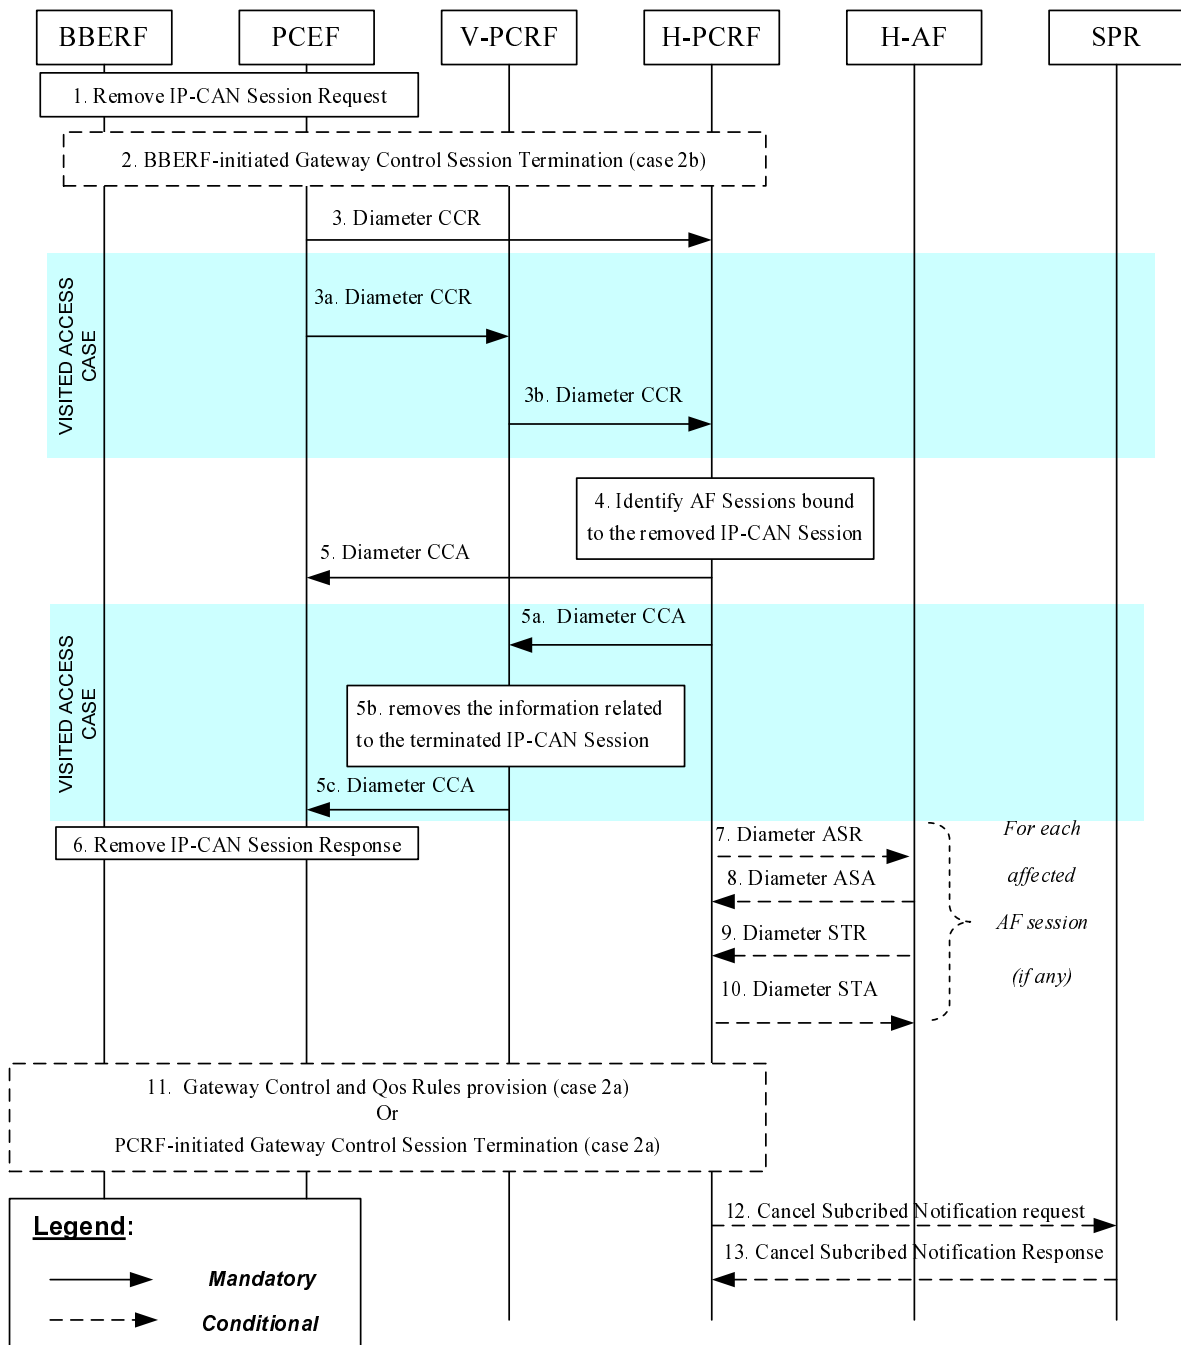 BBERF
PCEF
V-PCRF
H-PCRF
H-AF
SPR
1. Remove IP-CAN Session Request
2. BBERF-initiated Gateway Control Session Termination (case 2b)
3. Diameter CCR
VISITED ACCESS
CASE
3a. Diameter CCR
3b. Diameter CCR
4. Identify AF Sessions bound
to the removed IP-CAN Session
5. Diameter CCA
VISITED ACCESS
CASE
5a. Diameter CCA
5b. removes the information related
to the terminated IP-CAN Session
5c. Diameter CCA
6. Remove IP-CAN Session Response
7. Diameter ASR
8. Diameter ASA
9. Diameter STR
10. Diameter STA
For each
affected
AF session
(if any)
11. Gateway Control and Qos Rules provision (case 2a)
Or
PCRF-initiated Gateway Control Session Termination (case 2a)
12. Cancel Subcribed Notification request
13. Cancel Subcribed Notification Response
Legend:
Mandatory
Conditional